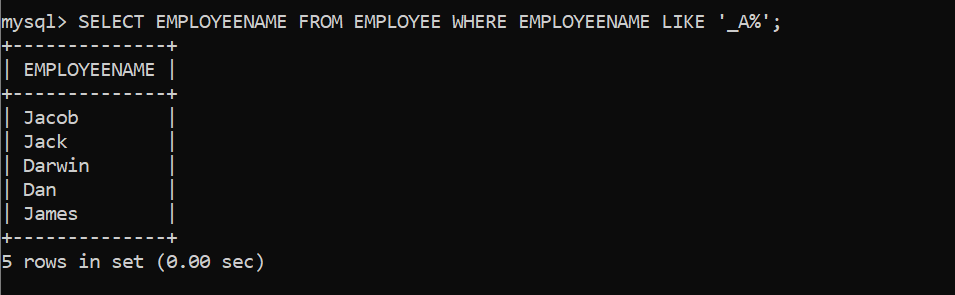 mysql> SELECT EMPLOYEENAME FROM EMPLOYEE WHERE EMPLOYEENAME LIKE '_A%';
+--------------+
| EMPLOYEENAME |
+--------------+
| Jacob        |
| Jack         |
| Darwin       |
| Dan          |
| James        |
+--------------+
5 rows in set (0.00 sec)